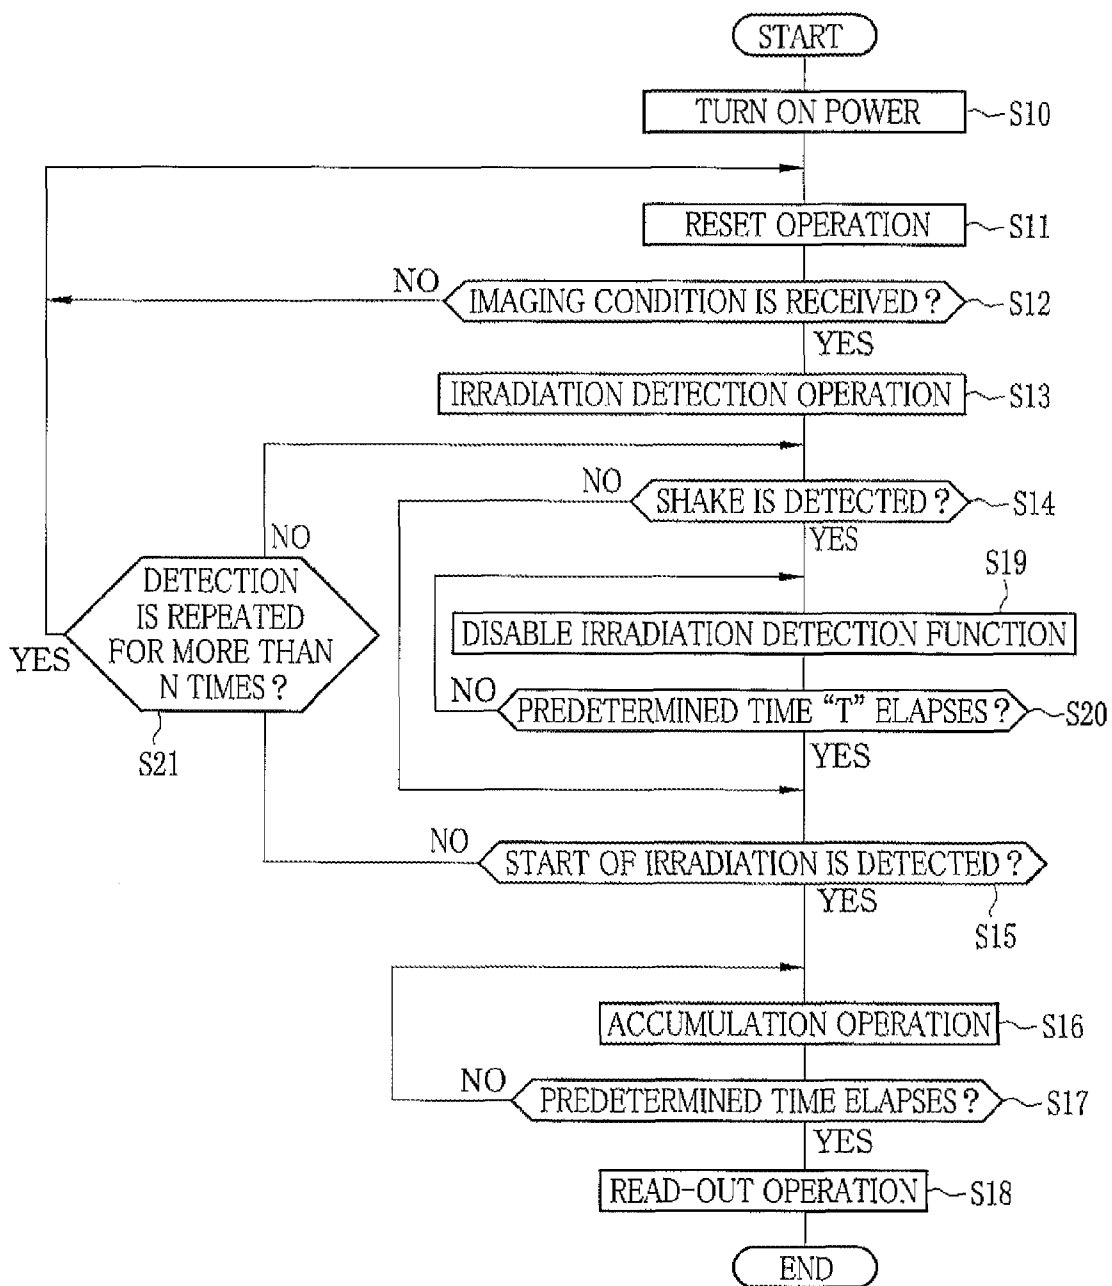 START
TURN ON POWER
S10
RESET OPERATION
S11
NO
IMAGING CONDITION IS RECEIVED?
S12
YES
IRRADIATION DETECTION OPERATION
S13
NO
SHAKE IS DETECTED?
S14
YES
NO
DETECTION
IS REPEATED
FOR MORE THAN
N TIMES?
YES
S21
S19
DISABLE IRRADIATION DETECTION FUNCTION
NO
PREDETERMINED TIME “T” ELAPSES?
S20
YES
NO
START OF IRRADIATION IS DETECTED?
YES
S15
ACCUMULATION OPERATION
S16
NO
PREDETERMINED TIME ELAPSES?
S17
YES
READ-OUT OPERATION
S18
END